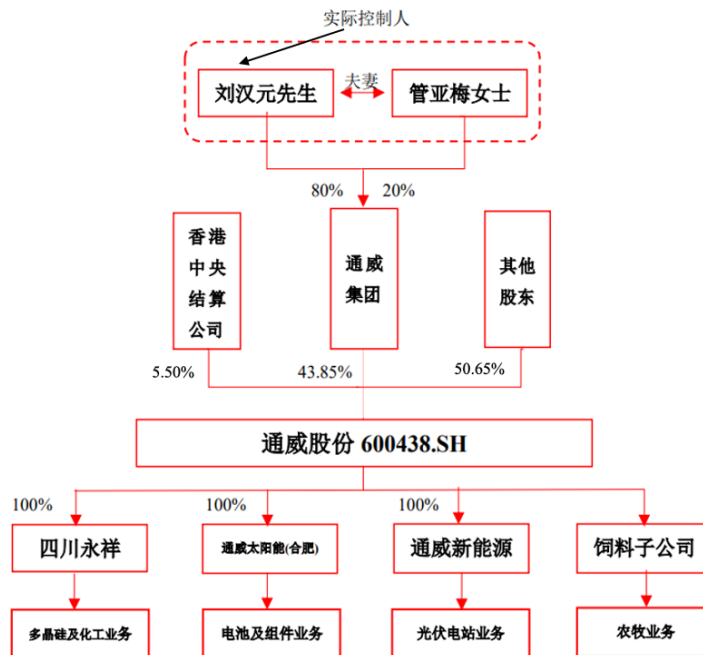 实际控制人
刘汉元先生
夫妻
管亚梅女士
80%
20%
香港
中央
结算
公司
通威
集团
其他
股东
5.50%
43.85%
50.65%
通威股份 600438.SH
100%
100%
100%
四川永祥
通威太阳能(合肥)
通威新能源
饲料子公司
多晶硅及化工业务
电池及组件业务
光伏电站业务
农牧业务